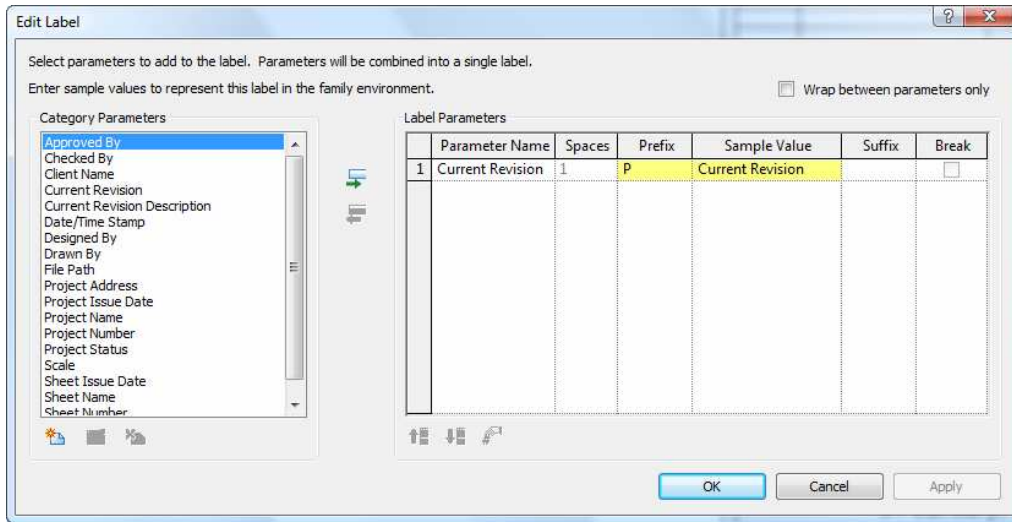 Edit Label
Select parameters to add to the label. Parameters will be combined into a single label.
Enter sample values to represent this label in the family environment.
Wrap between parameters only
Category Parameters
Approved By
Checked By
Client Name
Current Revision
Current Revision Description
Date/Time Stamp
Designed By
Drawn By
File Path
Project Address
Project Issue Date
Project Name
Project Number
Project Status
Scale
Sheet Issue Date
Sheet Name
Sheet Number
Label Parameters
Parameter Name Spaces Prefix Sample Value Suffix Break
1 Current Revision 1 P Current Revision
OK Cancel Apply